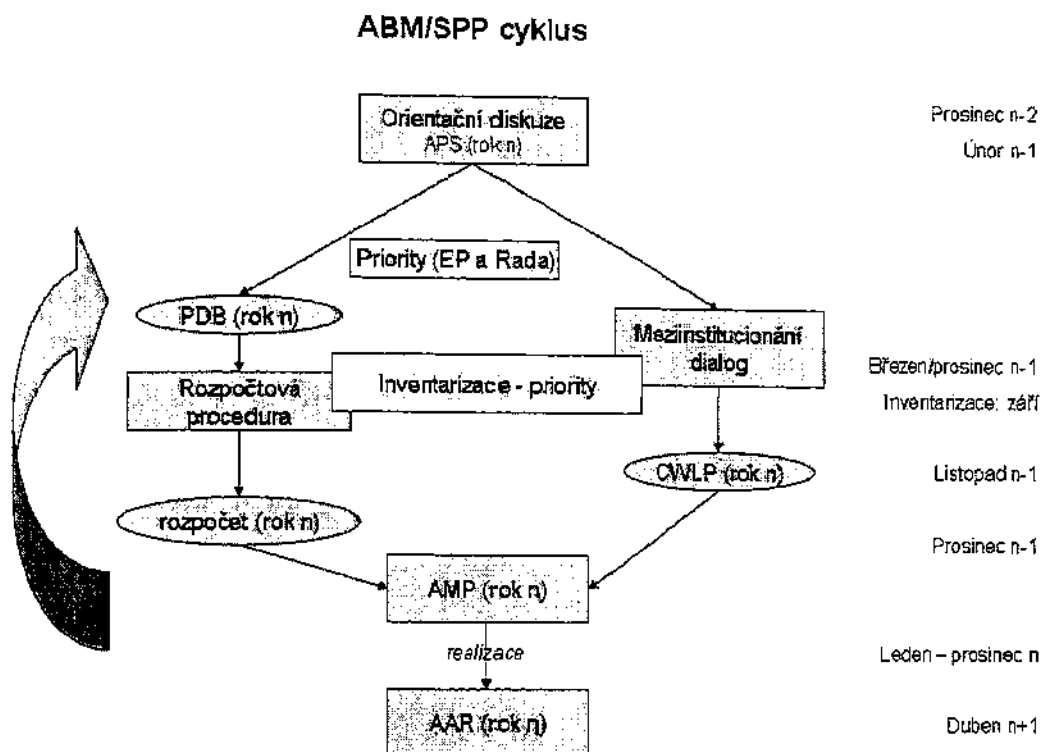 ABM/SPP cyklus
Orientační diskuze
APS (rok n)
Prosinec n-2
Únor n-1
Priority (EP a Rada)
PDB (rok n)
Meziinstitucionání
dialog
Rozpočtová
procedura
Inventarizace - priority
Březen/prosinec n-1
Inventarizace: září
CWLP (rok n)
Listopad n-1
rozpočet (rok n)
Prosinec n-1
AMP (rok n)
realizace
Leden – prosinec n
AAR (rok n)
Duben n+1